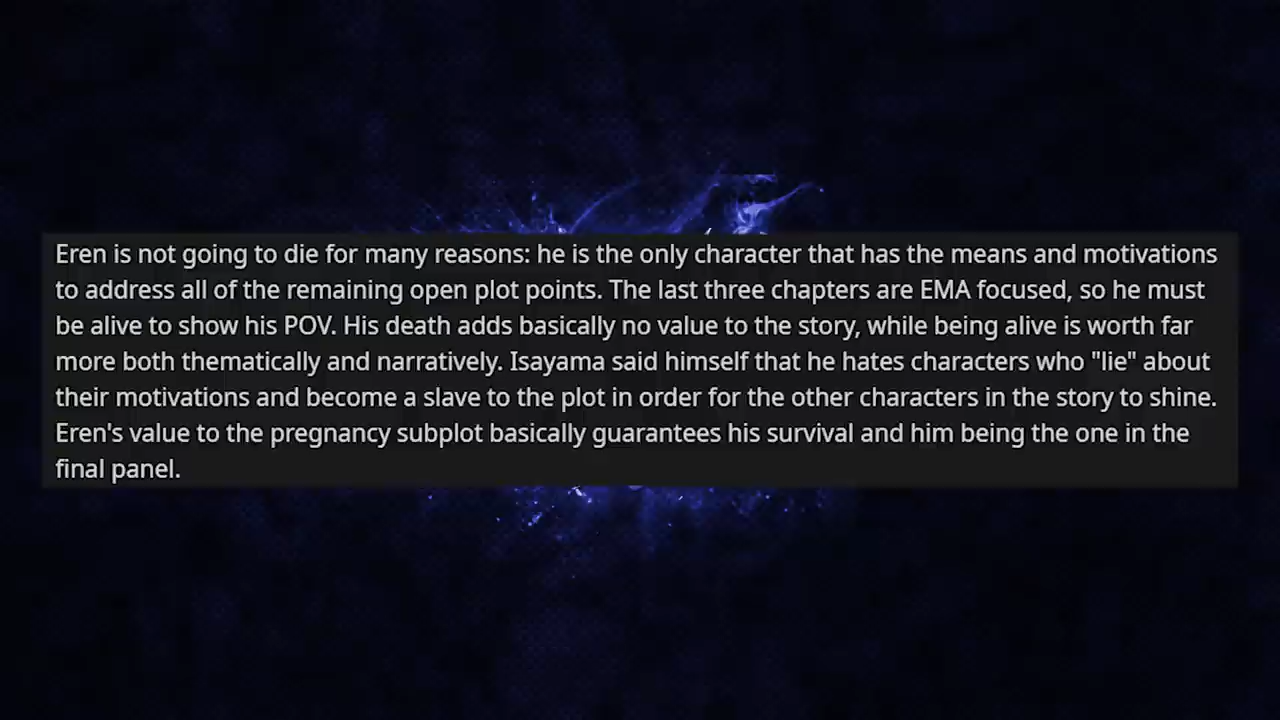 Eren is not going to die for many reasons: he is the only character that has the means and motivations
to address all of the remaining open plot points. The last three chapters are EMA focused, so he must
be alive to show his POV. His death adds basically no value to the story, while being alive is worth far
more both thematically and narratively. Isayama said himself that he hates characters who "lie" about
their motivations and become a slave to the plot in order for the other characters in the story to shine.
Eren's value to the pregnancy subplot basically guarantees his survival and him being the one in the
final panel.